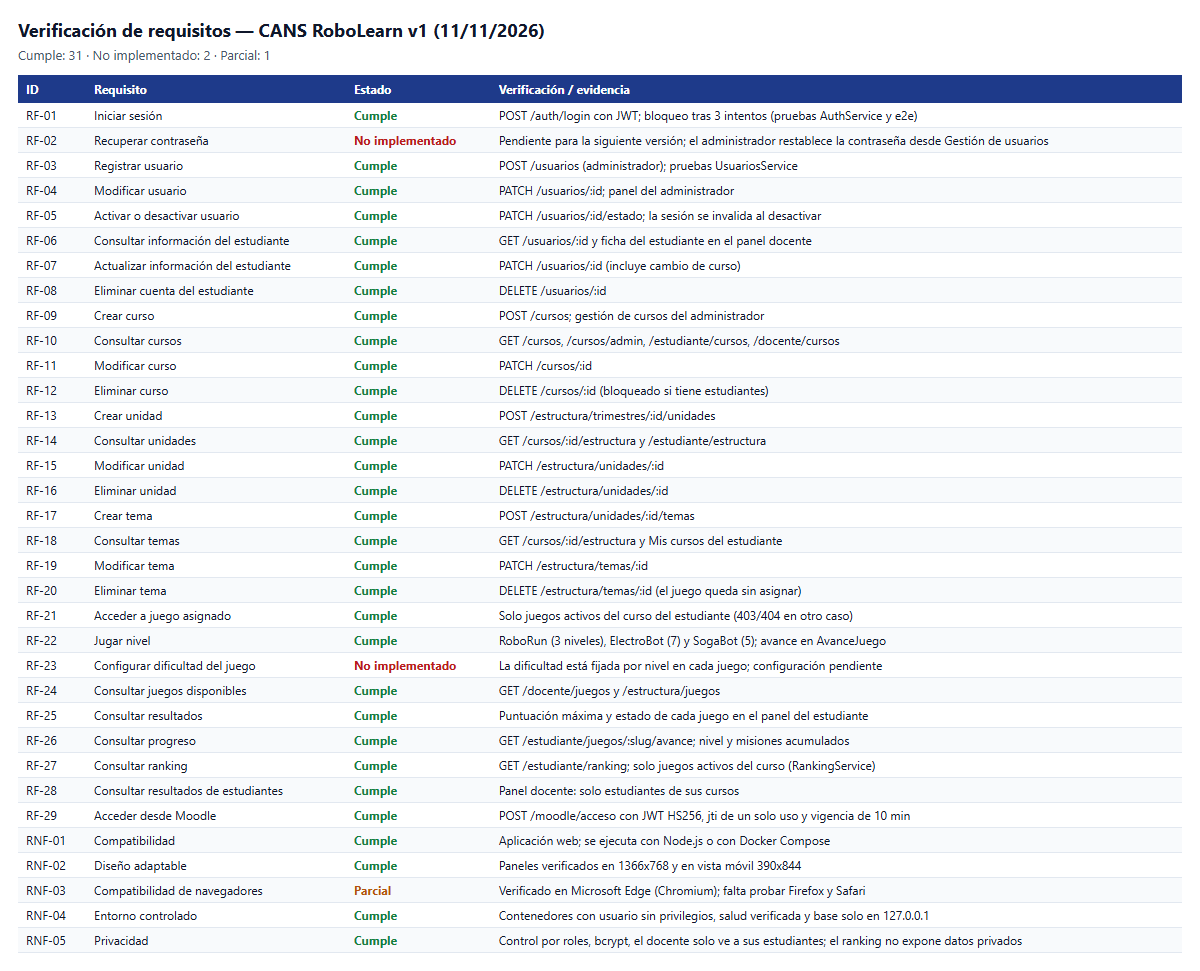 Verificación de requisitos — CANS RoboLearn v1 (11/11/2026)
Cumple: 31 · No implementado: 2 · Parcial: 1
ID Requisito Estado Verificación / evidencia
RF-01 Iniciar sesión Cumple POST /auth/login con JWT; bloqueo tras 3 intentos (pruebas AuthService y e2e)
RF-02 Recuperar contraseña No implementado Pendiente para la siguiente versión; el administrador restablece la contraseña desde Gestión de usuarios
RF-03 Registrar usuario Cumple POST /usuarios (administrador); pruebas UsuariosService
RF-04 Modificar usuario Cumple PATCH /usuarios/:id; panel del administrador
RF-05 Activar o desactivar usuario Cumple PATCH /usuarios/:id/estado; la sesión se invalida al desactivar
RF-06 Consultar información del estudiante Cumple GET /usuarios/:id y ficha del estudiante en el panel docente
RF-07 Actualizar información del estudiante Cumple PATCH /usuarios/:id (incluye cambio de curso)
RF-08 Eliminar cuenta del estudiante Cumple DELETE /usuarios/:id
RF-09 Crear curso Cumple POST /cursos; gestión de cursos del administrador
RF-10 Consultar cursos Cumple GET /cursos, /cursos/admin, /estudiante/cursos, /docente/cursos
RF-11 Modificar curso Cumple PATCH /cursos/:id
RF-12 Eliminar curso Cumple DELETE /cursos/:id (bloqueado si tiene estudiantes)
RF-13 Crear unidad Cumple POST /estructura/trimestres/:id/unidades
RF-14 Consultar unidades Cumple GET /cursos/:id/estructura y /estudiante/estructura
RF-15 Modificar unidad Cumple PATCH /estructura/unidades/:id
RF-16 Eliminar unidad Cumple DELETE /estructura/unidades/:id
RF-17 Crear tema Cumple POST /estructura/unidades/:id/temas
RF-18 Consultar temas Cumple GET /cursos/:id/estructura y Mis cursos del estudiante
RF-19 Modificar tema Cumple PATCH /estructura/temas/:id
RF-20 Eliminar tema Cumple DELETE /estructura/temas/:id (el juego queda sin asignar)
RF-21 Acceder a juego asignado Cumple Solo juegos activos del curso del estudiante (403/404 en otro caso)
RF-22 Jugar nivel Cumple RoboRun (3 niveles), ElectroBot (7) y SogaBot (5); avance en AvanceJuego
RF-23 Configurar dificultad del juego No implementado La dificultad está fijada por nivel en cada juego; configuración pendiente
RF-24 Consultar juegos disponibles Cumple GET /docente/juegos y /estructura/juegos
RF-25 Consultar resultados Cumple Puntuación máxima y estado de cada juego en el panel del estudiante
RF-26 Consultar progreso Cumple GET /estudiante/juegos/:slug/avance; nivel y misiones acumulados
RF-27 Consultar ranking Cumple GET /estudiante/ranking; solo juegos activos del curso (RankingService)
RF-28 Consultar resultados de estudiantes Cumple Panel docente: solo estudiantes de sus cursos
RF-29 Acceder desde Moodle Cumple POST /moodle/acceso con JWT HS256, jti de un solo uso y vigencia de 10 min
RNF-01 Compatibilidad Cumple Aplicación web; se ejecuta con Node.js o con Docker Compose
RNF-02 Diseño adaptable Cumple Paneles verificados en 1366x768 y en vista móvil 390x844
RNF-03 Compatibilidad de navegadores Parcial Verificado en Microsoft Edge (Chromium); falta probar Firefox y Safari
RNF-04 Entorno controlado Cumple Contenedores con usuario sin privilegios, salud verificada y base solo en 127.0.0.1
RNF-05 Privacidad Cumple Control por roles, bcrypt, el docente solo ve a sus estudiantes; el ranking no expone datos privados